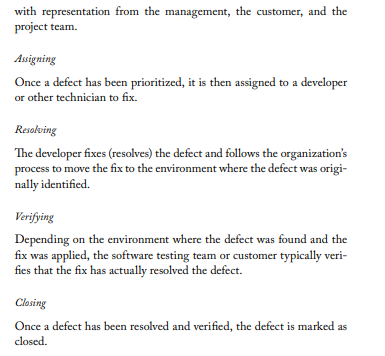 with representation from the management, the customer, and the
project team.
Assigning
Once a defect has been prioritized, it is then assigned to a developer
or other technician to fix.
Resolving
The developer fixes (resolves) the defect and follows the organization's
process to move the fix to the environment where the defect was origi-
nally identified.
Verifying
Depending on the environment where the defect was found and the
fix was applied, the software testing team or customer typically veri-
fies that the fix has actually resolved the defect.
Closing
Once a defect has been resolved and verified, the defect is marked as
closed.